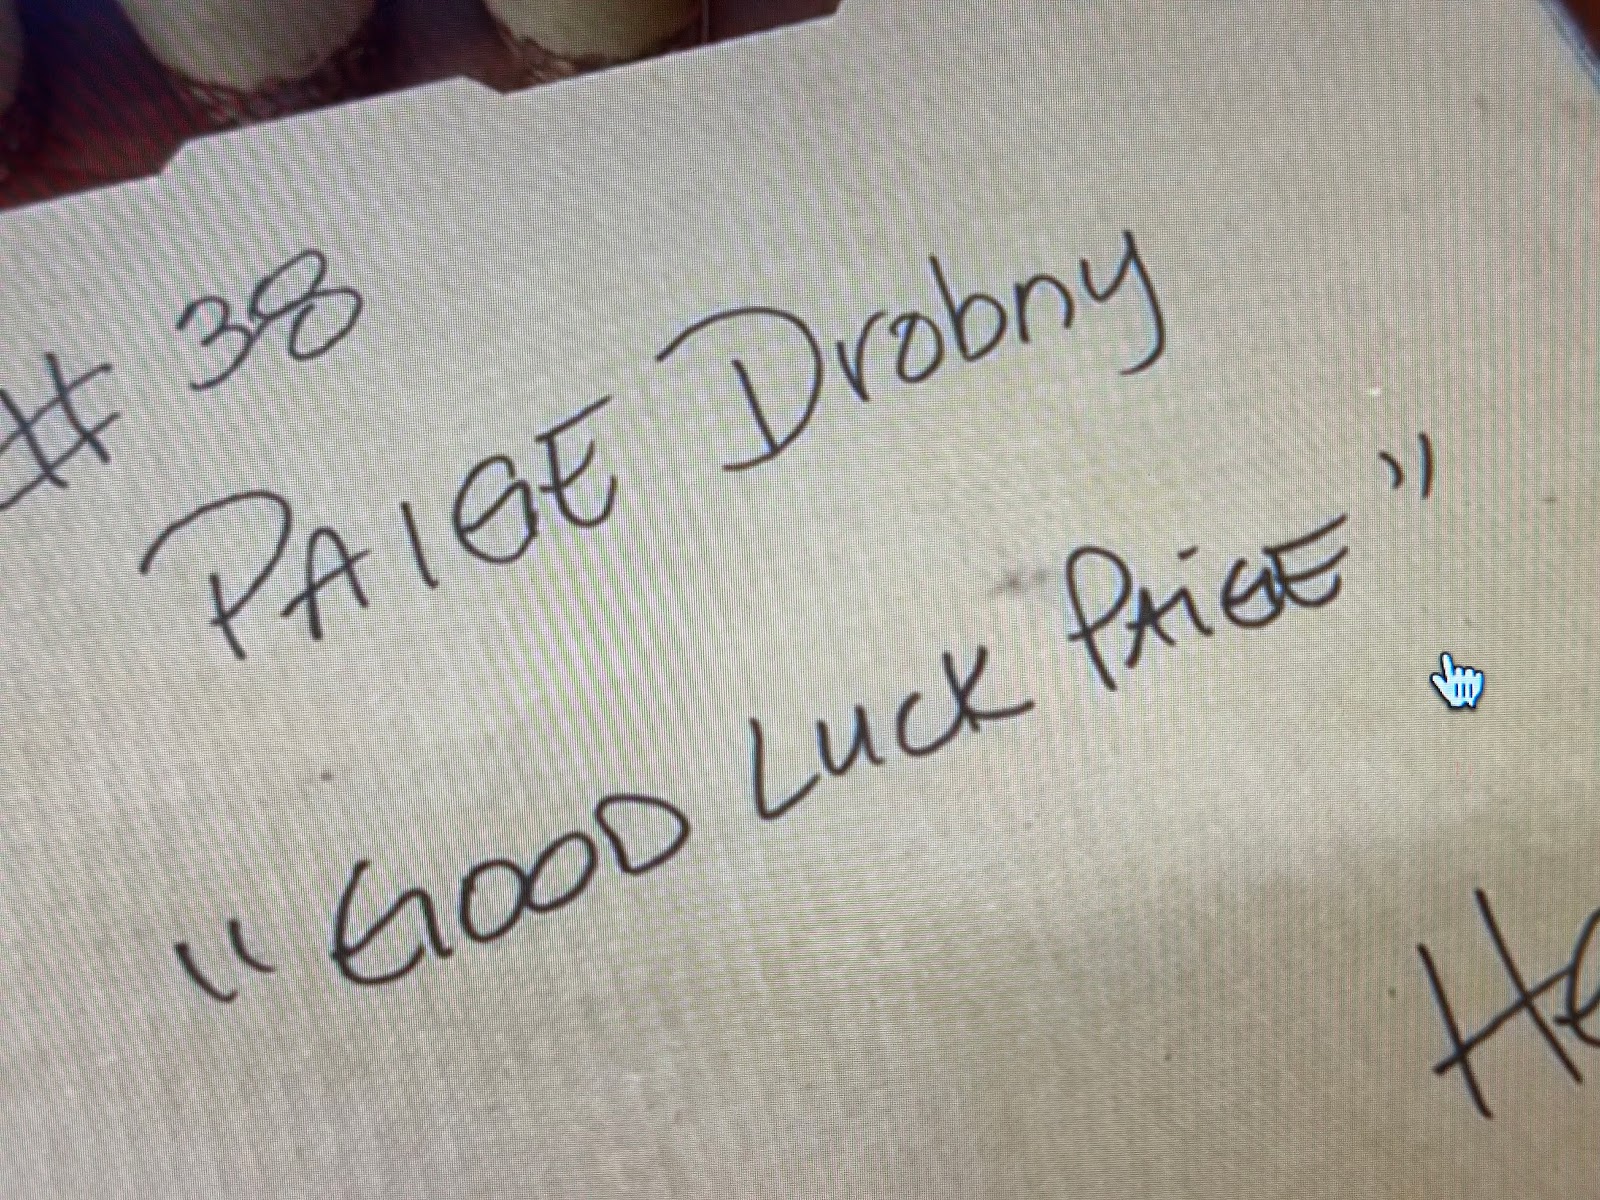 # 38
PAIGE Drobny
"GOOD LUCK PAiGE"